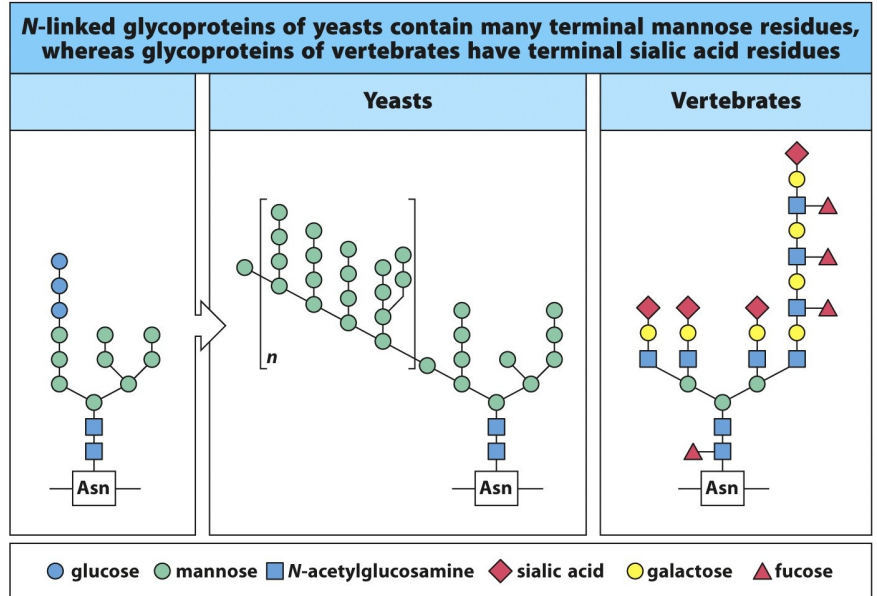 N-linked glycoproteins of yeasts contain many terminal mannose residues,
whereas glycoproteins of vertebrates have terminal sialic acid residues
Yeasts
Vertebrates
n
Asn
Asn
Asn
glucose
mannose
N-acetylglucosamine
sialic acid
galactose
fucose